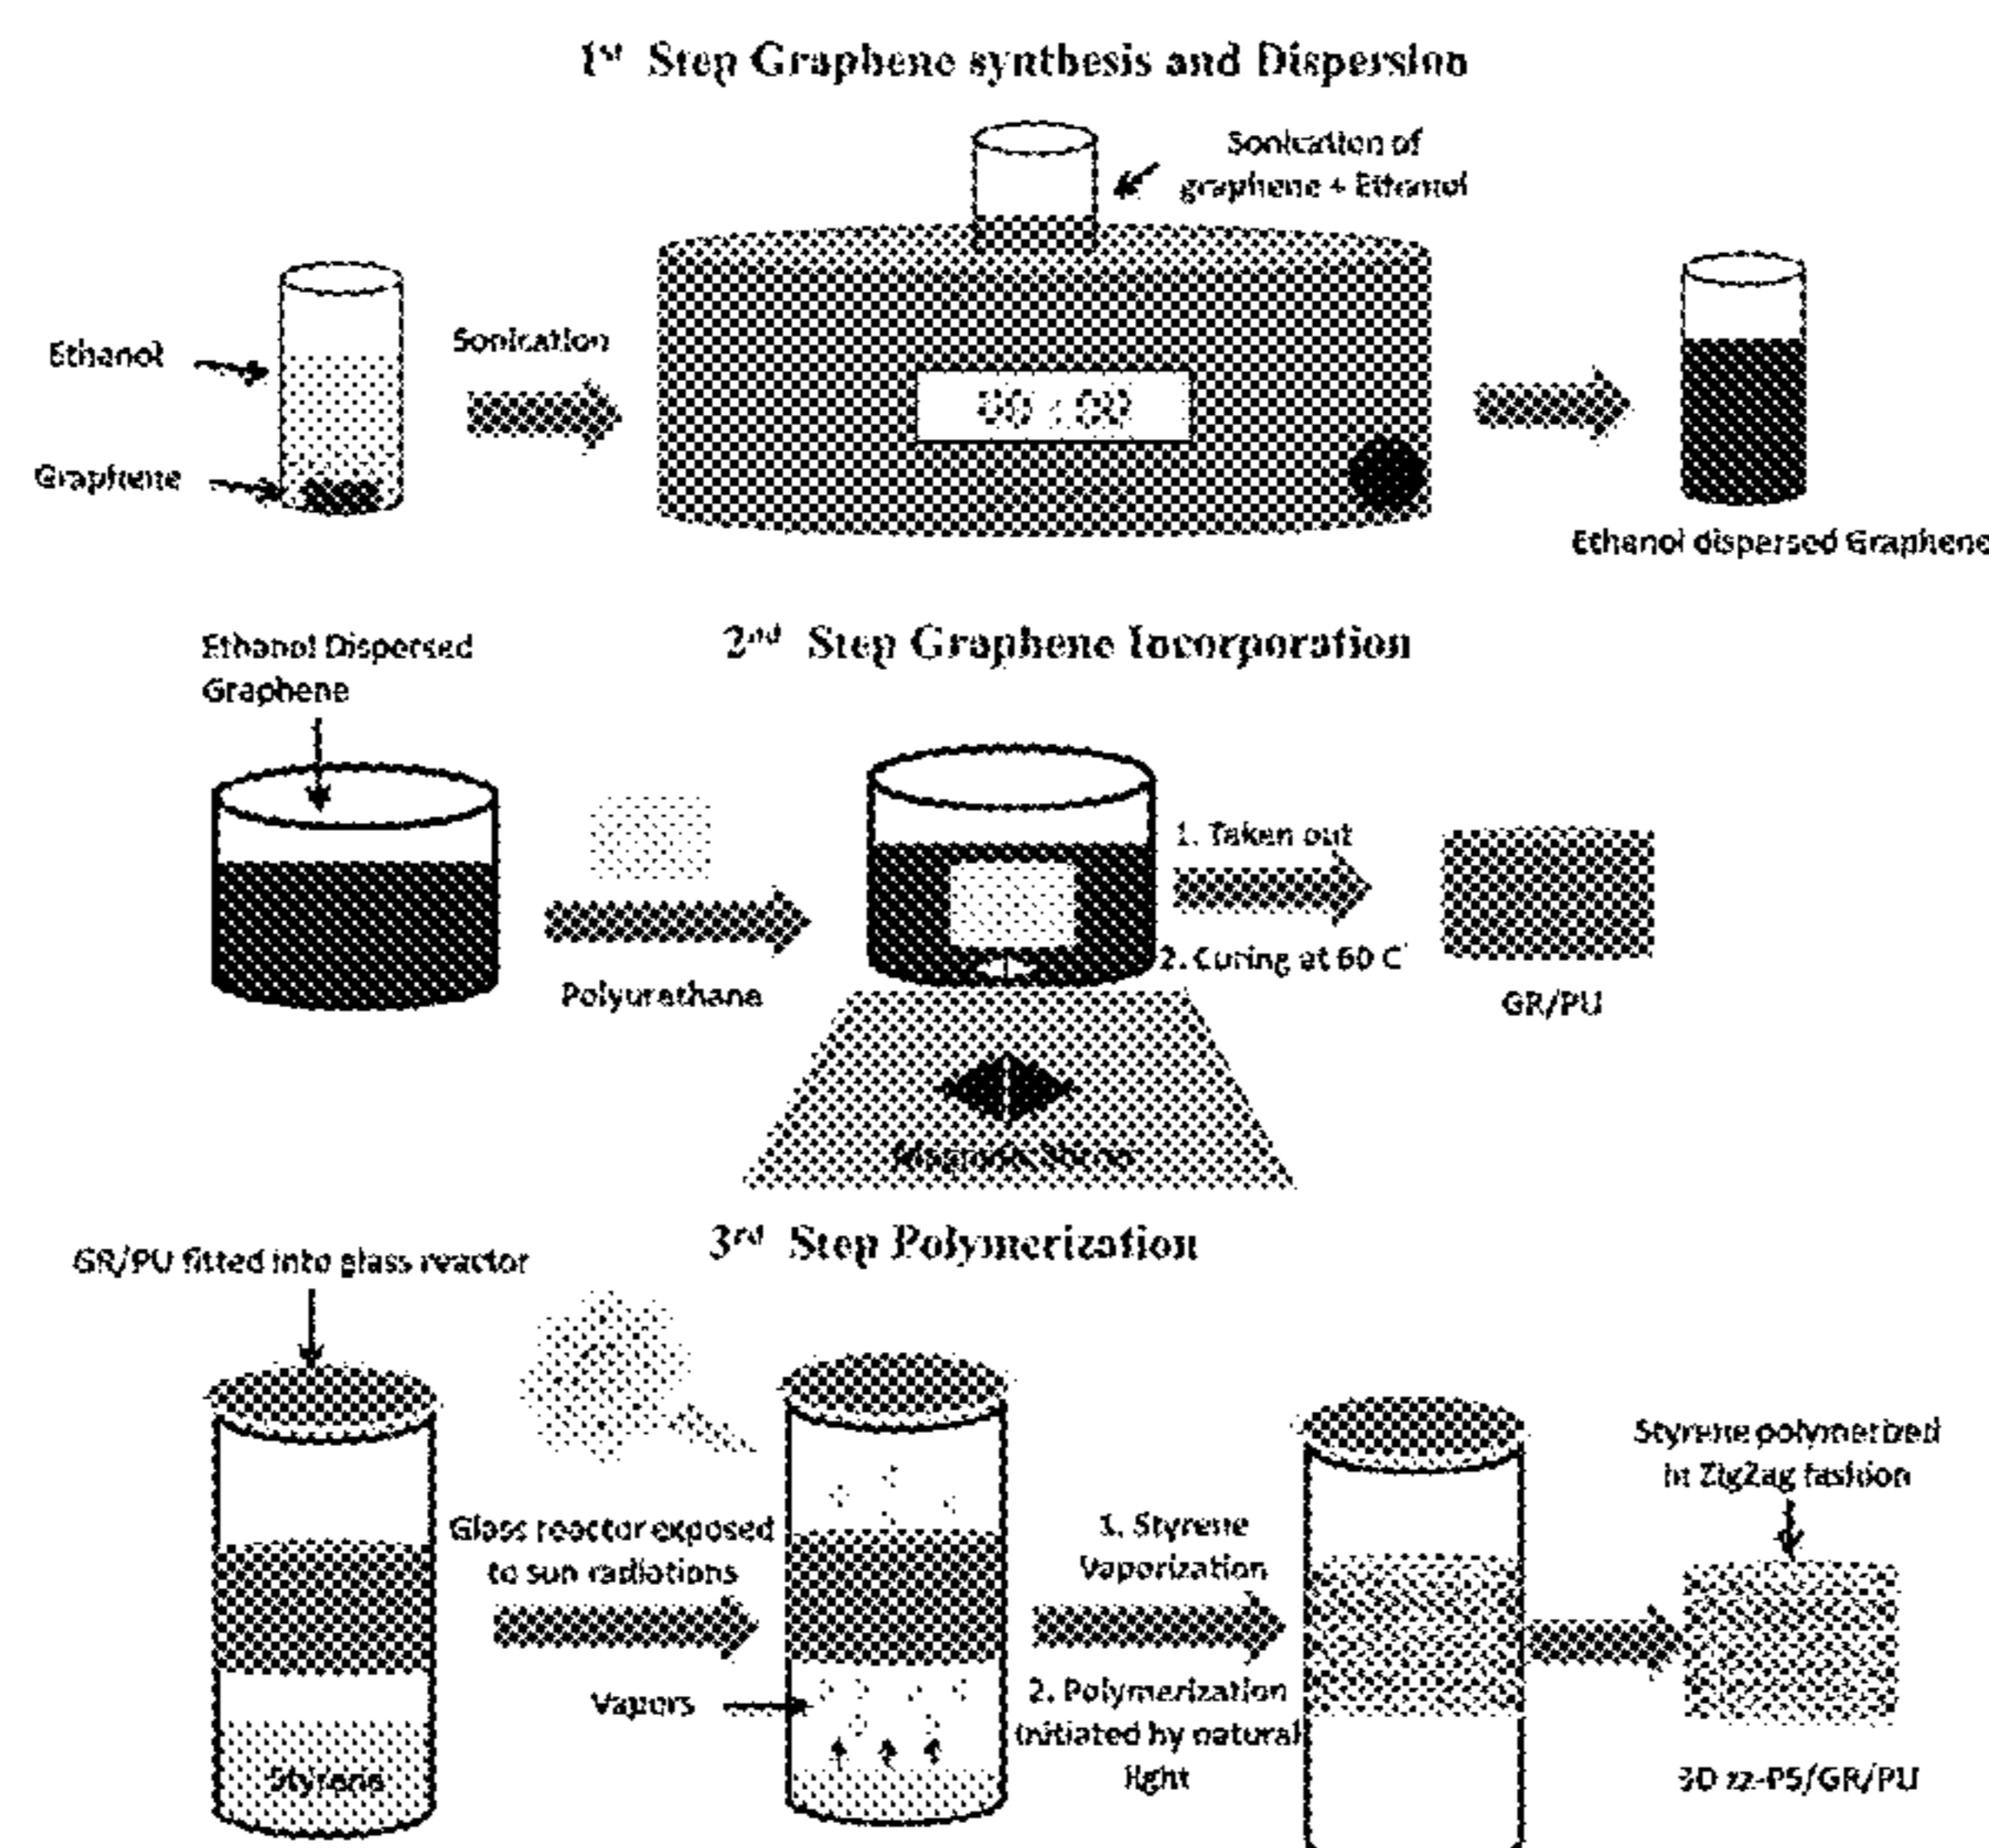 1st Step Graphene synthesis and Dispersion
Sonication of
graphene + Ethanol
Ethanol
Sonication
00 : 00
Graphene
Ethanol dispersed Graphene
2nd Step Graphene Incorporation
Ethanol Dispersed
Graphene
1. Taken out
2. Curing at 60 C
Polyurethane
GR/PU
3rd Step Polymerization
GR/PU fitted into glass reactor
Styrene polymerized
in ZigZag fashion
Glass reactor exposed
to sun radiations
1. Styrene
Vaporization
Vapors
2. Polymerization
initiated by natural
light
Styrene
3D zz-PS/GR/PU